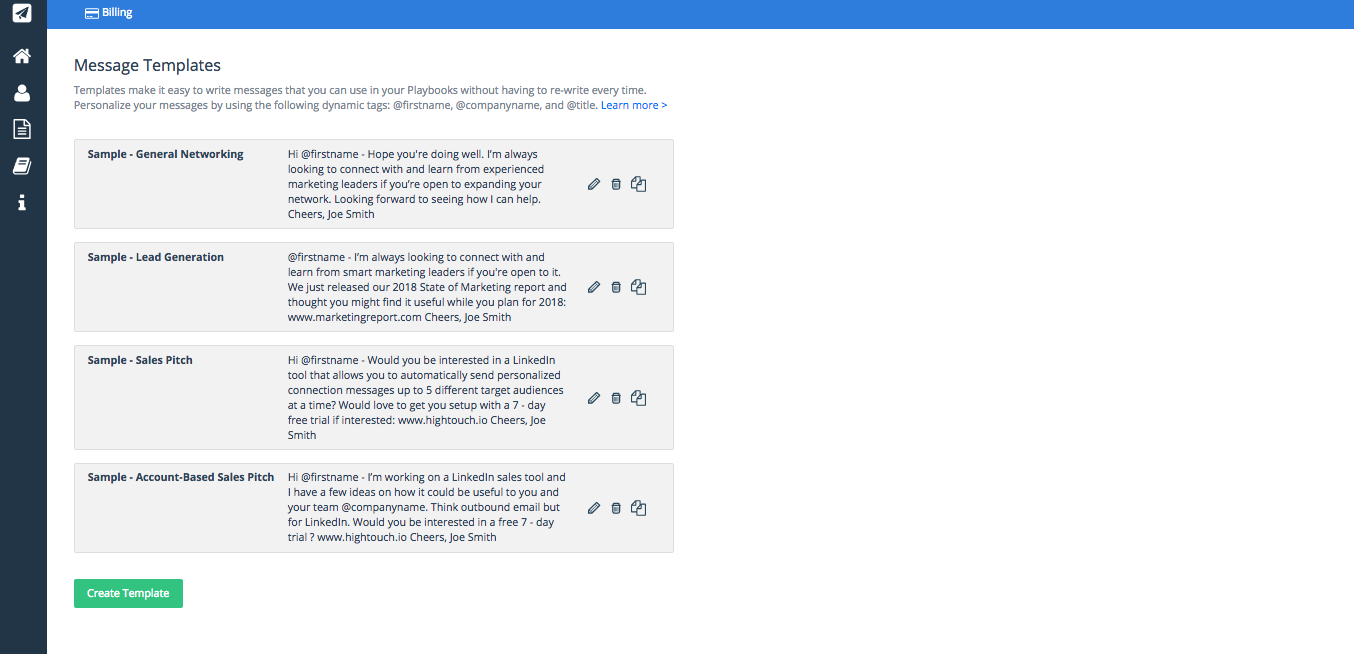 Billing
Message Templates
Templates make it easy to write messages that you can use in your Playbooks without having to re-write every time.
Personalize your messages by using the following dynamic tags: @firstname, @companyname, and @title. Learn more >
Sample - General Networking
Hi @firstname - Hope you're doing well. I’m always
looking to connect with and learn from experienced
marketing leaders if you’re open to expanding your
network. Looking forward to seeing how I can help.
Cheers, Joe Smith
Sample - Lead Generation
@firstname - I’m always looking to connect with and
learn from smart marketing leaders if you're open to it.
We just released our 2018 State of Marketing report and
thought you might find it useful while you plan for 2018:
www.marketingreport.com Cheers, Joe Smith
Sample - Sales Pitch
Hi @firstname - Would you be interested in a LinkedIn
tool that allows you to automatically send personalized
connection messages up to 5 different target audiences
at a time? Would love to get you setup with a 7 - day
free trial if interested: www.hightouch.io Cheers, Joe
Smith
Sample - Account-Based Sales Pitch
Hi @firstname - I’m working on a LinkedIn sales tool and
I have a few ideas on how it could be useful to you and
your team @companyname. Think outbound email but
for LinkedIn. Would you be interested in a free 7 - day
trial ? www.hightouch.io Cheers, Joe Smith
Create Template